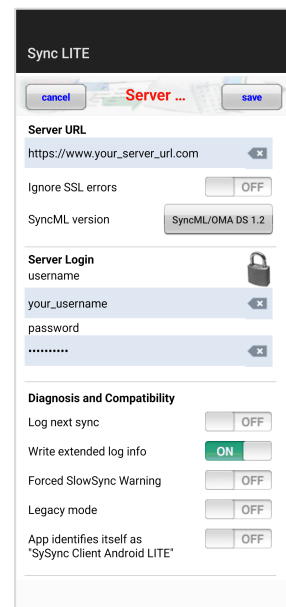 Sync LITE
cancel Server ... save
Server URL
https://www.your_server_url.com
Ignore SSL errors OFF
SyncML version SyncML/OMA DS 1.2
Server Login
username
your_username
password
••••••••••
Diagnosis and Compatibility
Log next sync OFF
Write extended log info ON
Forced SlowSync Warning OFF
Legacy mode OFF
App identifies itself as OFF
"SySync Client Android LITE"